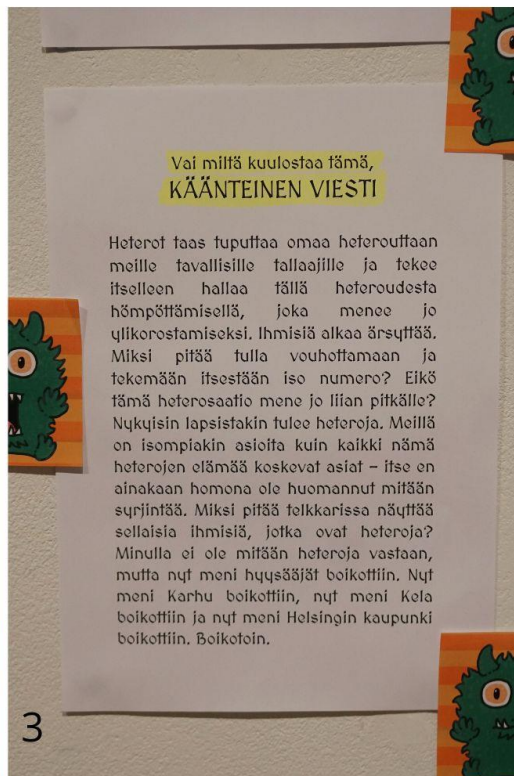 Vai miltä kuulostaa tämä,
KÄÄNTEINEN VIESTI
Heterot taas tuputtaa omaa heterouttaan
meille tavallisille tallaajille ja tekee
itselleen hallaa tällä heteroudesta
hömpöttämisellä, joka menee jo
ylikorostamiseksi. Ihmisiä alkaa ärsyttää.
Miksi pitää tulla vouhottamaan ja
tekemään itsestään iso numero? Eikö
tämä heterosaatio mene jo liian pitkälle?
Nykyisin lapsistakin tulee heteroja. Meillä
on isompiakin asioita kuin kaikki nämä
heterojen elämää koskevat asiat – itse en
ainakaan homona ole huomannut mitään
syrjintää. Miksi pitää telkkarissa näyttää
sellaisia ihmisiä, jotka ovat heteroja?
Minulla ei ole mitään heteroja vastaan,
mutta nyt meni hyysääjät boikottiin. Nyt
meni Karhu boikottiin, nyt meni Kela
boikottiin ja nyt meni Helsingin kaupunki
boikottiin. Boikotoin.
3